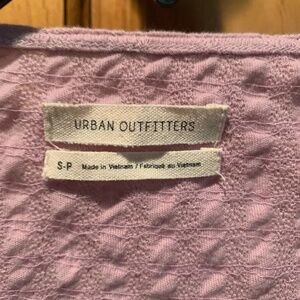 URBAN OUTFITTERS
S-P Made in Vietnam / Fabriqué au Vietnam